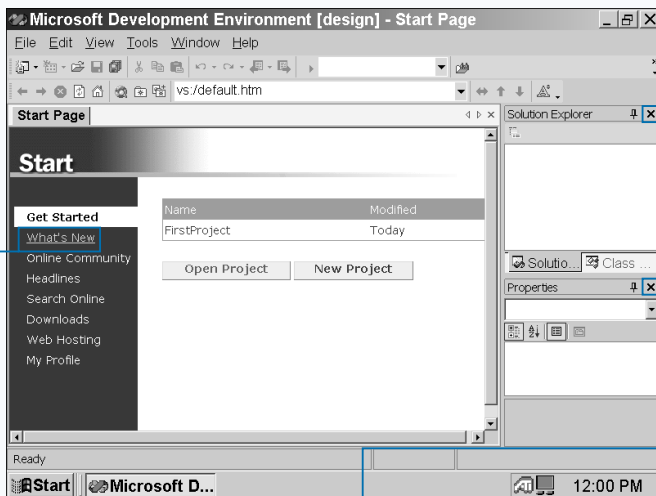 Microsoft Development Environment [design] - Start Page
File Edit View Tools Window Help
vs:/default.htm
Start Page
Solution Explorer
Start
Get Started
What's New
Online Community
Headlines
Search Online
Downloads
Web Hosting
My Profile
Name Modified
FirstProject Today
Open Project New Project
Solutio... Class ...
Properties
Ready
Start Microsoft D... 12:00 PM